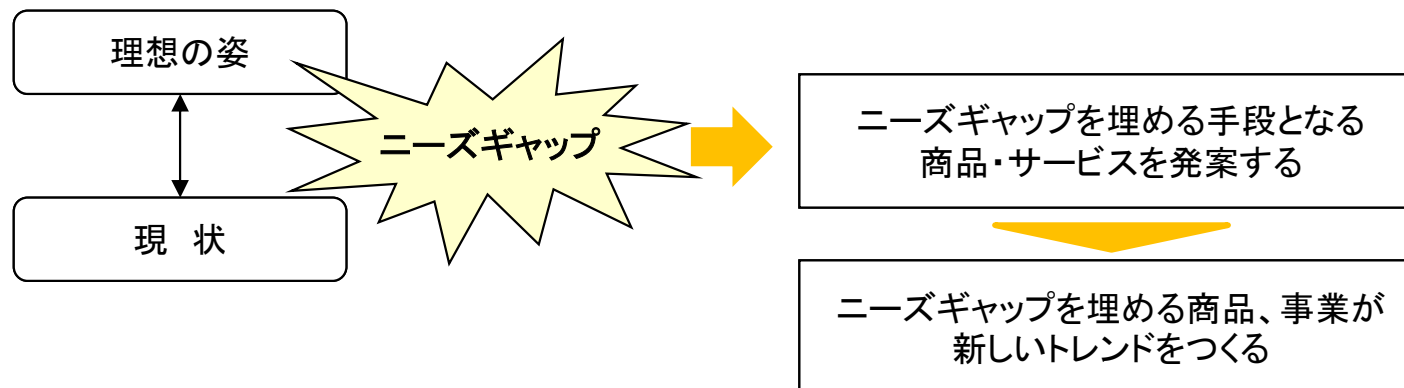 理想の姿
ニーズギャップ
現　状
ニーズギャップを埋める手段となる
商品・サービスを発案する
ニーズギャップを埋める商品、事業が
新しいトレンドをつくる